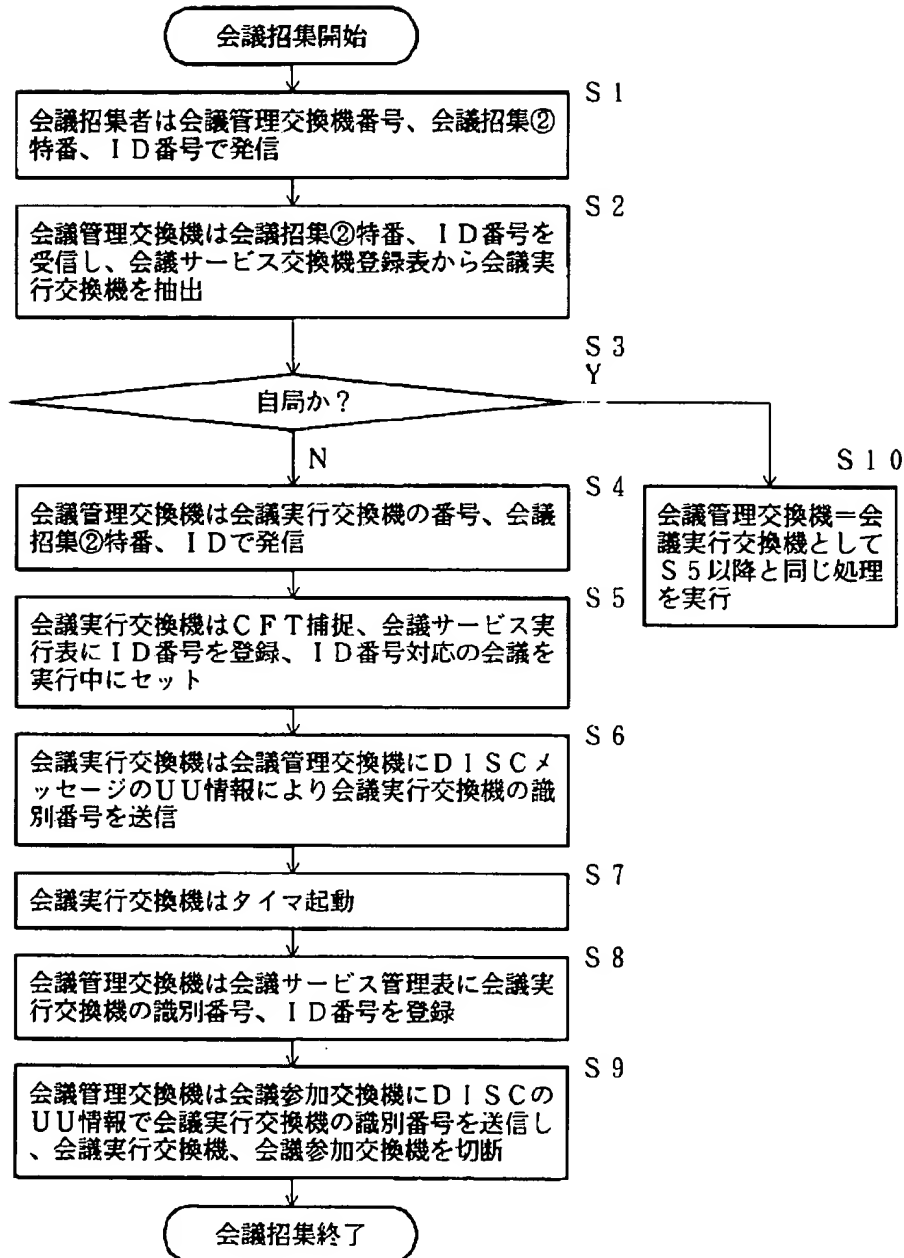 会議招集開始
S1
会議招集者は会議管理交換機番号、会議招集②
特番、ID番号で発信
S2
会議管理交換機は会議招集②特番、ID番号を
受信し、会議サービス交換機登録表から会議実
行交換機を抽出
S3
Y
自局か?
N
S10
会議管理交換機=会
議実行交換機として
S5以降と同じ処理
を実行
S4
会議管理交換機は会議実行交換機の番号、会議
招集②特番、IDで発信
S5
会議実行交換機はCFT捕捉、会議サービス実
行表にID番号を登録、ID番号対応の会議を
実行中にセット
S6
会議実行交換機は会議管理交換機にDISCメ
ッセージのUU情報により会議実行交換機の識
別番号を送信
S7
会議実行交換機はタイマ起動
S8
会議管理交換機は会議サービス管理表に会議実
行交換機の識別番号、ID番号を登録
S9
会議管理交換機は会議参加交換機にDISCの
UU情報で会議実行交換機の識別番号を送信し
、会議実行交換機、会議参加交換機を切断
会議招集終了